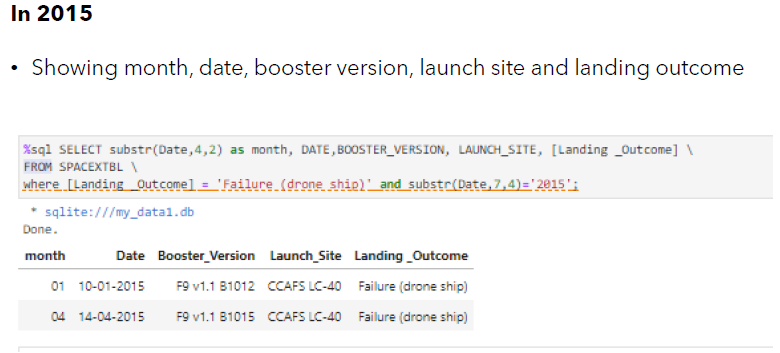 In 2015
• Showing month, date, booster version, launch site and landing outcome
%sql SELECT substr(Date,4,2) as month, DATE,BOOSTER_VERSION, LAUNCH_SITE, [Landing _Outcome] \
FROM SPACEXTBL \
where [Landing _Outcome] = 'Failure (drone ship)' and substr(Date,7,4)='2015';
* sqlite:///my_data1.db
Done.
month Date Booster_Version Launch_Site Landing _Outcome
01 10-01-2015 F9 v1.1 B1012 CCAFS LC-40 Failure (drone ship)
04 14-04-2015 F9 v1.1 B1015 CCAFS LC-40 Failure (drone ship)